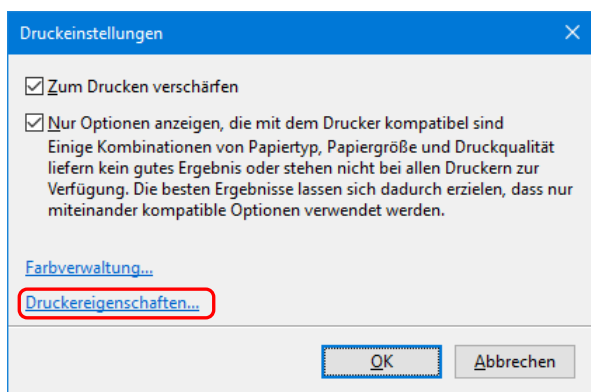 Druckeinstellungen
Zum Drucken verschärfen
Nur Optionen anzeigen, die mit dem Drucker kompatibel sind
Einige Kombinationen von Papiertyp, Papiergröße und Druckqualität
liefern kein gutes Ergebnis oder stehen nicht bei allen Druckern zur
Verfügung. Die besten Ergebnisse lassen sich dadurch erzielen, dass nur
miteinander kompatible Optionen verwendet werden.
Farbverwaltung...
Druckereigenschaften...
OK Abbrechen